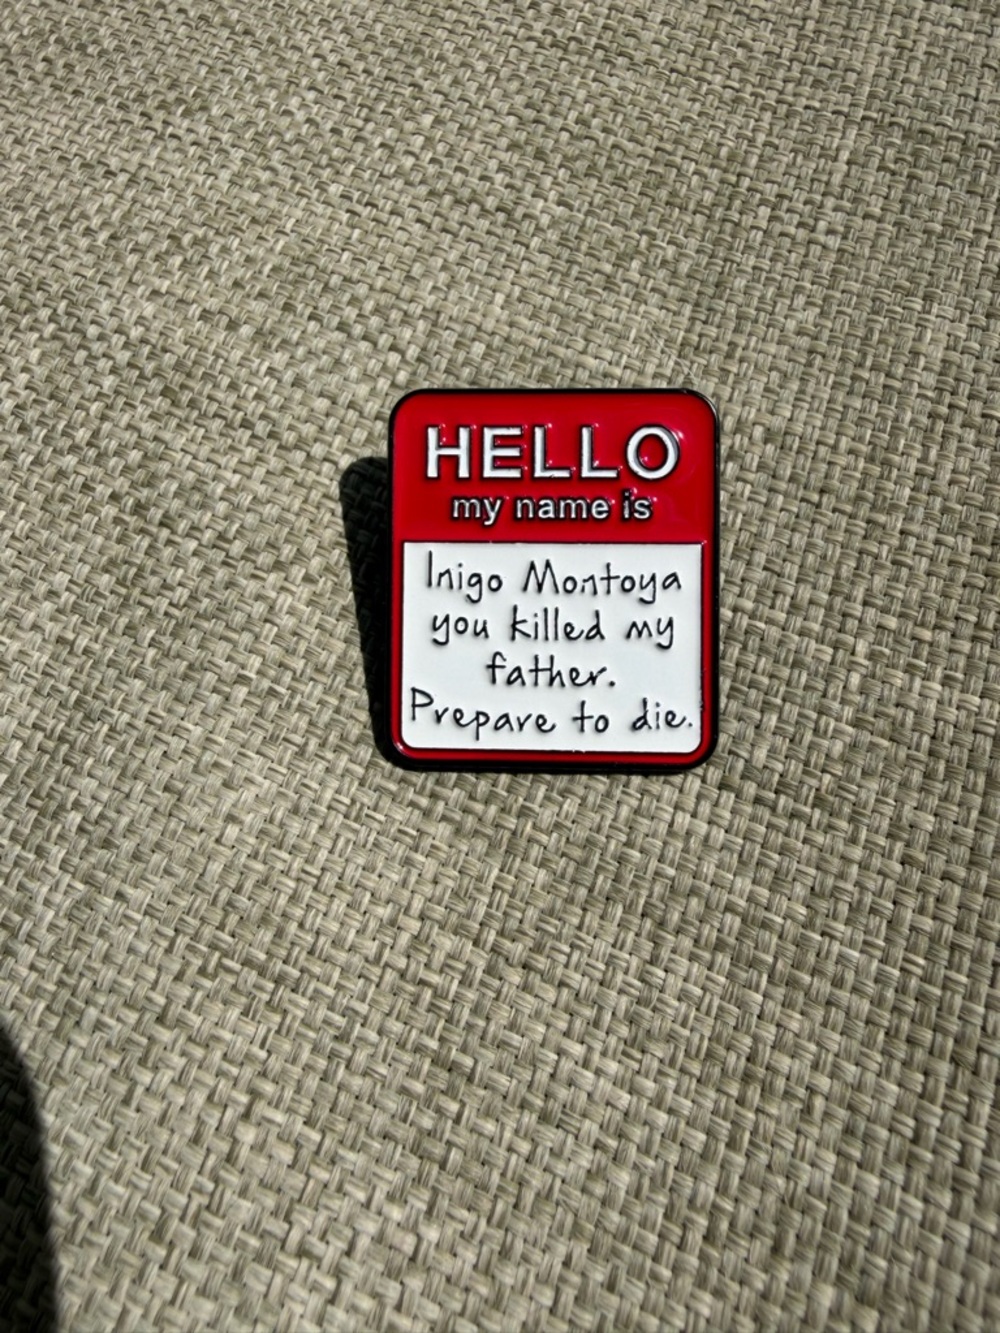 HELLO
my name is
Inigo Montoya
you killed my
father.
Prepare to die.